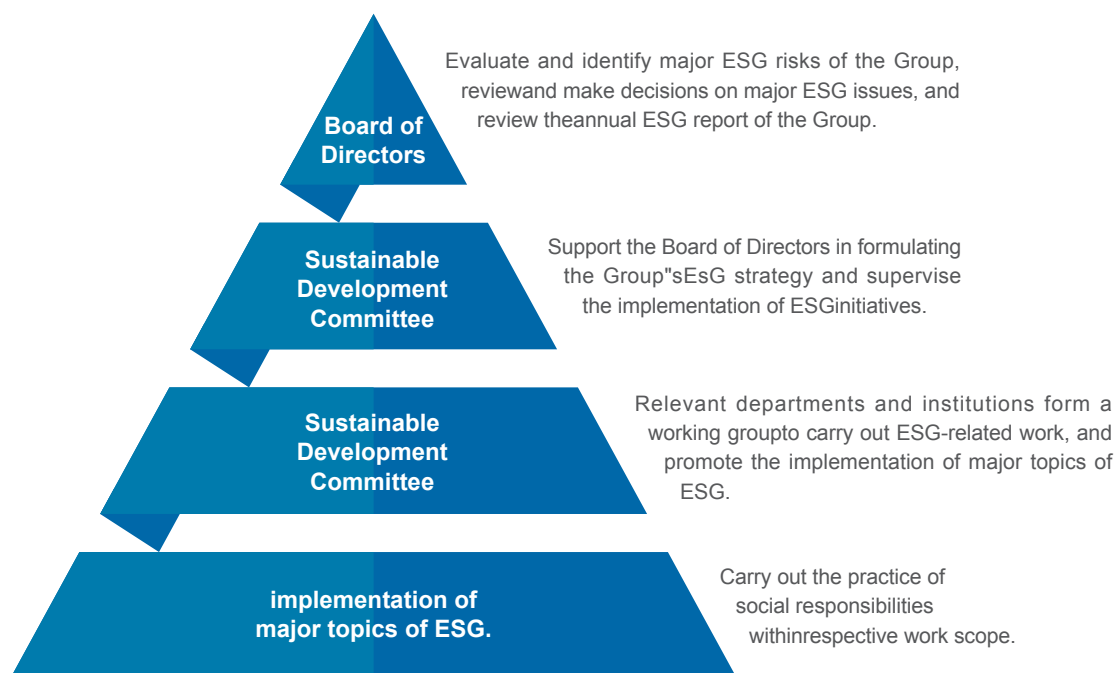 Board of
Directors
Evaluate and identify major ESG risks of the Group,
reviewand make decisions on major ESG issues, and
review theannual ESG report of the Group.
Sustainable
Development
Committee
Support the Board of Directors in formulating
the Group"sEsG strategy and supervise
the implementation of ESGinitiatives.
Sustainable
Development
Committee
Relevant departments and institutions form a
working groupto carry out ESG-related work, and
promote the implementation of major topics of
ESG.
implementation of
major topics of ESG.
Carry out the practice of
social responsibilities
withinrespective work scope.